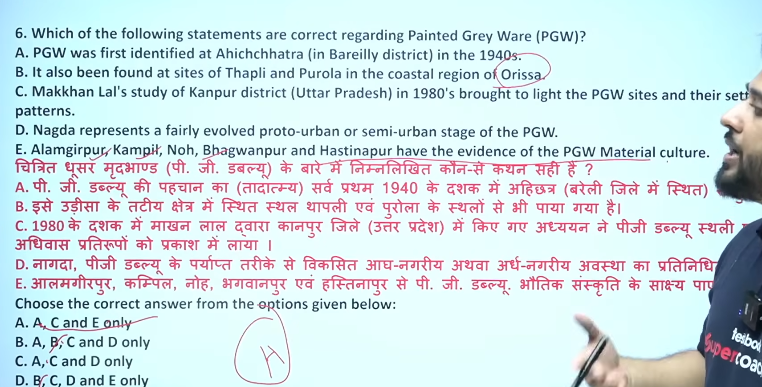 6. Which of the following statements are correct regarding Painted Grey Ware (PGW)?
A. PGW was first identified at Ahichchhatra (in Bareilly district) in the 1940s.
B. It also been found at sites of Thapli and Purola in the coastal region of Orissa.
C. Makkhan Lal's study of Kanpur district (Uttar Pradesh) in 1980's brought to light the PGW sites and their sett
patterns.
D. Nagda represents a fairly evolved proto-urban or semi-urban stage of the PGW.
E. Alamgirpur, Kampil, Noh, Bhagwanpur and Hastinapur have the evidence of the PGW Material culture.
चित्रित धूसर मृदभाण्ड (पी. जी. डबल्यू) के बारे में निम्नलिखित कौन-से कथन सही है ?
A. पी. जी. डब्ल्यू की पहचान का (तादात्म्य) सर्व प्रथम 1940 के दशक में अहिछत्र (बरेली जिले में स्थित)
B. इसे उड़ीसा के तटीय क्षेत्र में स्थित स्थल थापली एवं पुरोला के स्थलों से भी पाया गया है।
C. 1980 के दशक में माखन लाल द्वारा कानपुर जिले (उत्तर प्रदेश) में किए गए अध्ययन ने पीजी डब्ल्यू स्थली
अधिवास प्रतिरूपों को प्रकाश में लाया ।
D. नागदा, पीजी डब्ल्यू के पर्याप्त तरीके से विकसित आघ-नगरीय अथवा अर्ध-नगरीय अवस्था का प्रतिनिधि
E. आलमगीरपुर, कम्पिल, नोह, भगवानपुर एवं हस्तिनापुर से पी. जी. डब्ल्यू. भौतिक संस्कृति के साक्ष्य पाए
Choose the correct answer from the options given below:
A. A, C and E only
B. A, B, C and D only
C. A, C and D only
D. B, C, D and E only
A
testboo
Supercoac